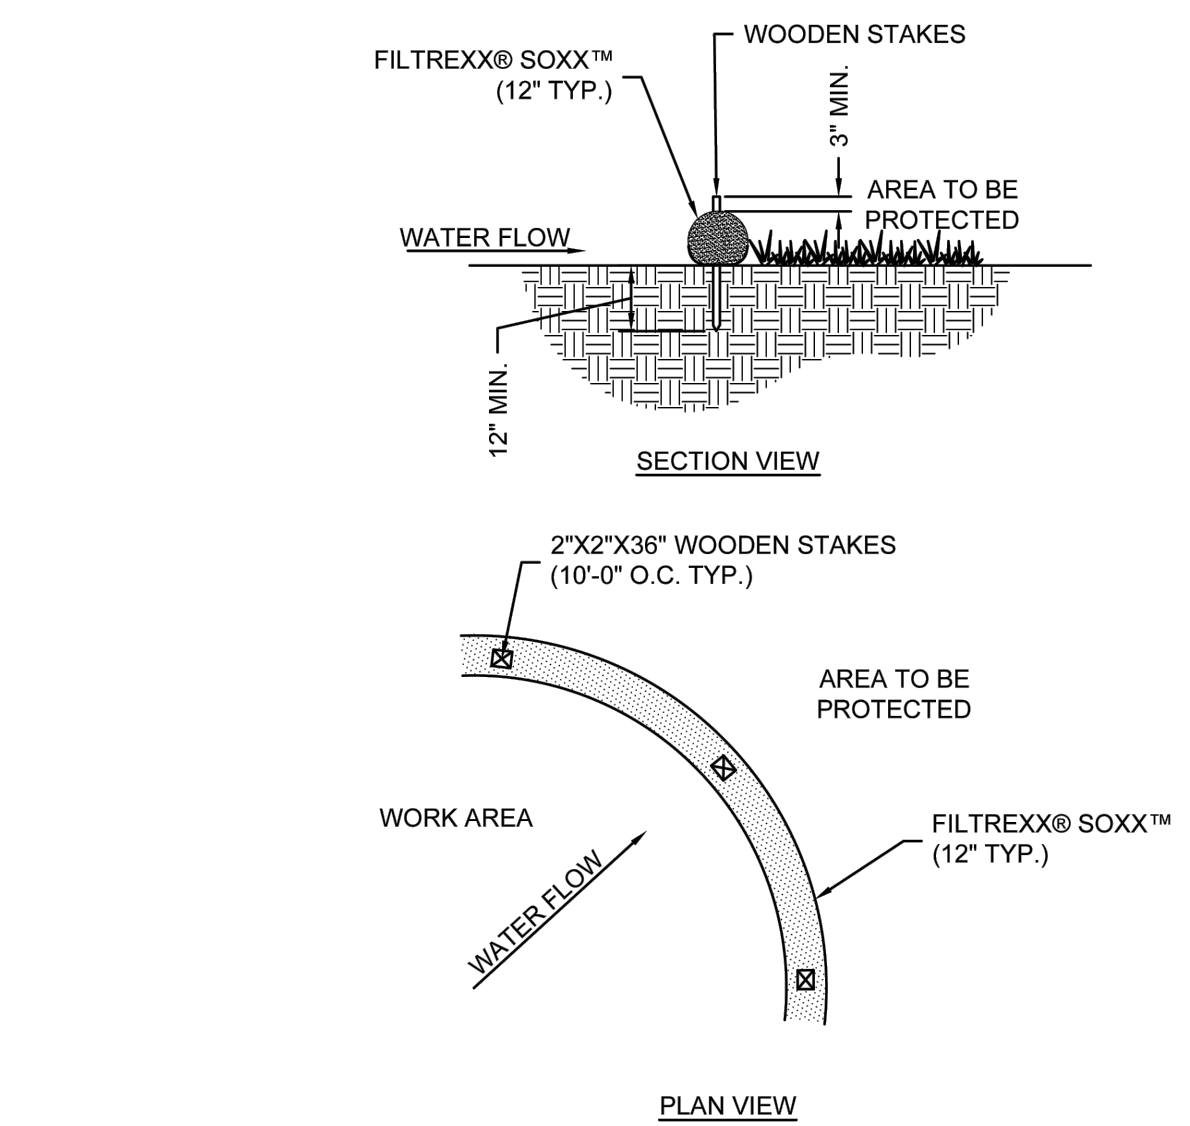 WOODEN STAKES
FILTREXX® SOXX™
(12" TYP.)
3" MIN.
AREA TO BE
PROTECTED
WATER FLOW
12" MIN.
SECTION VIEW
2"X2"X36" WOODEN STAKES
(10'-0" O.C. TYP.)
AREA TO BE
PROTECTED
WORK AREA
FILTREXX® SOXX™
(12" TYP.)
WATER FLOW
PLAN VIEW